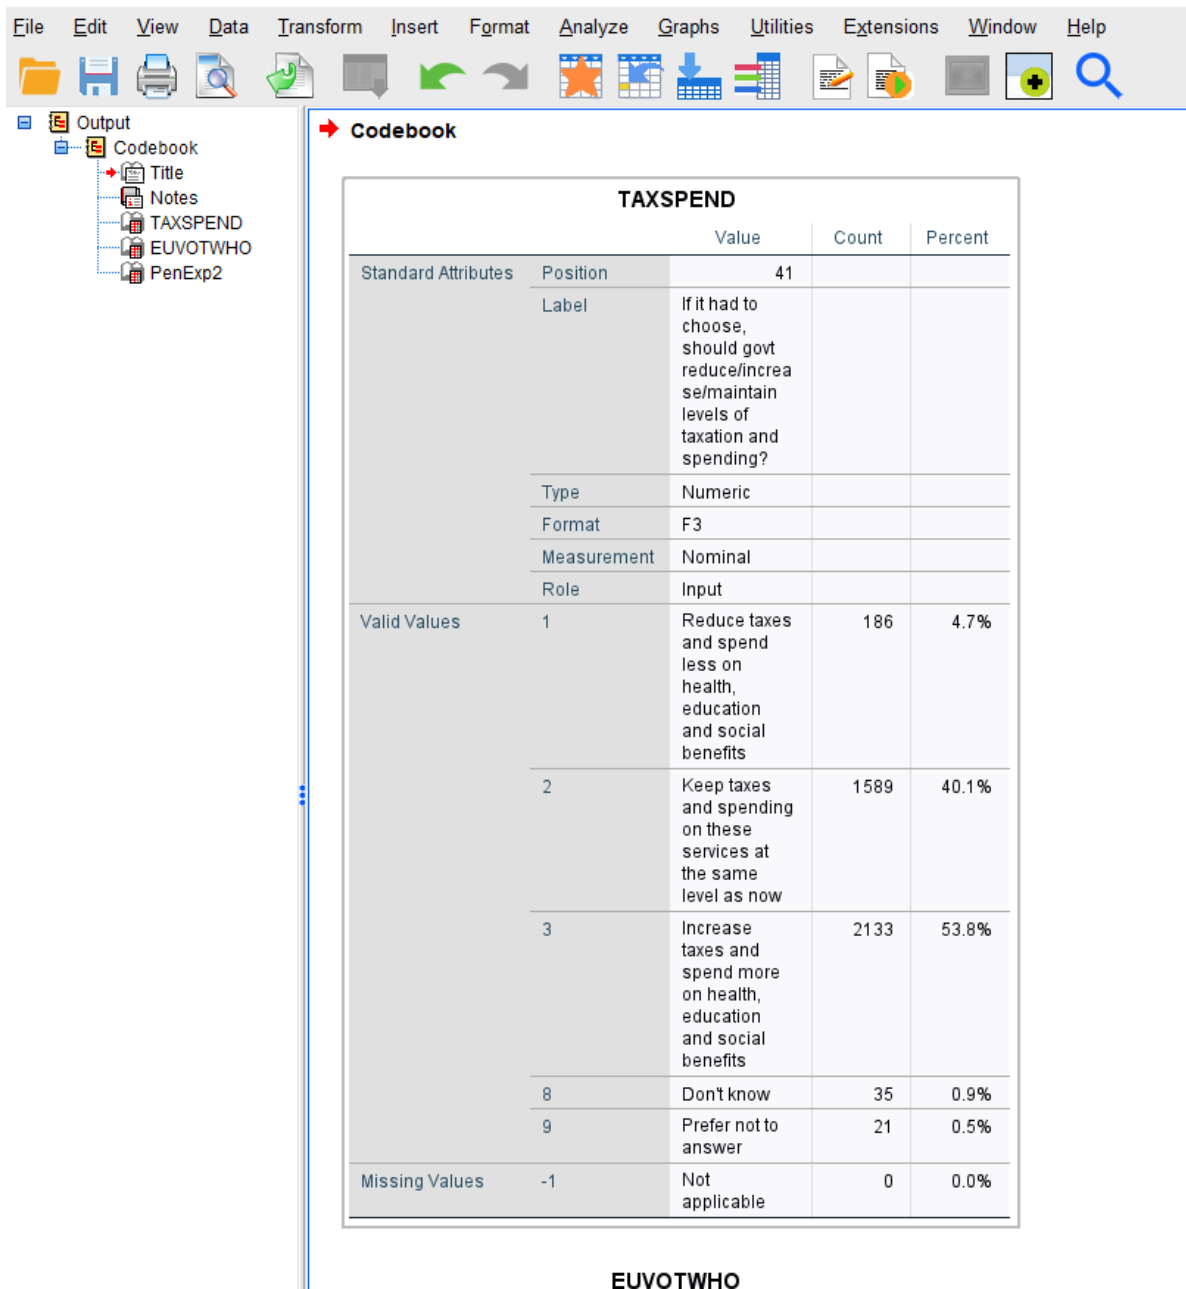 File Edit View Data Transform Insert Format Analyze Graphs Utilities Extensions Window Help
Output
Codebook
Title
Notes
TAXSPEND
EUVOTWHO
PenExp2
Codebook
TAXSPEND
Value Count Percent
Standard Attributes Position 41
Label If it had to
choose,
should govt
reduce/increa
se/maintain
levels of
taxation and
spending?
Type Numeric
Format F3
Measurement Nominal
Role Input
Valid Values 1 Reduce taxes 186 4.7%
and spend
less on
health,
education
and social
benefits
2 Keep taxes 1589 40.1%
and spending
on these
services at
the same
level as now
3 Increase 2133 53.8%
taxes and
spend more
on health,
education
and social
benefits
8 Don't know 35 0.9%
9 Prefer not to 21 0.5%
answer
Missing Values -1 Not 0 0.0%
applicable
EUVOTWHO